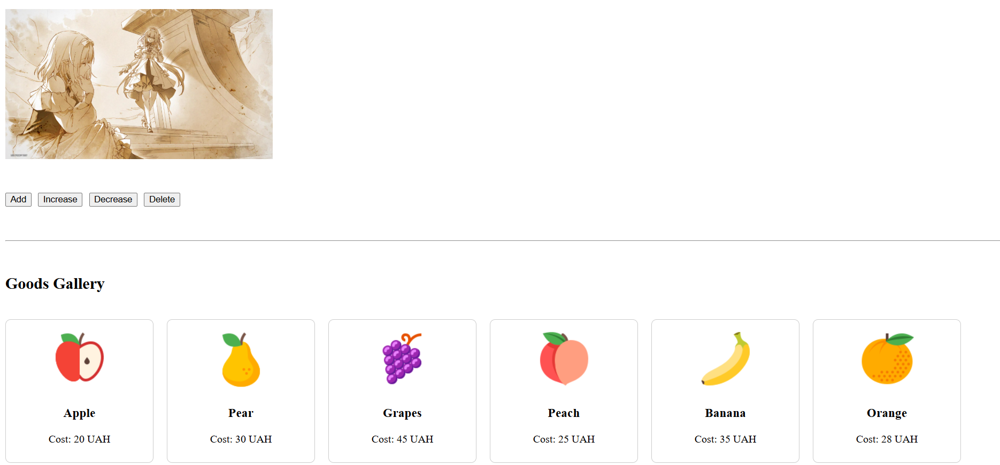 Add Increase Decrease Delete
Goods Gallery
Apple Pear Grapes Peach Banana Orange
Cost: 20 UAH Cost: 30 UAH Cost: 45 UAH Cost: 25 UAH Cost: 35 UAH Cost: 28 UAH